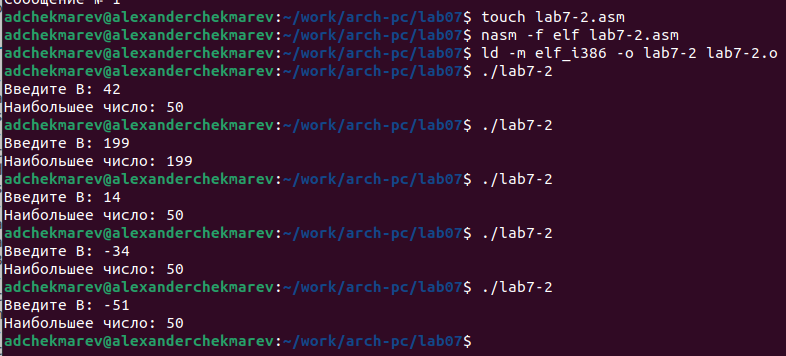 Сообщение № 1
adchekmarev@alexanderchekmarev:~/work/arch-pc/lab07$ touch lab7-2.asm
adchekmarev@alexanderchekmarev:~/work/arch-pc/lab07$ nasm -f elf lab7-2.asm
adchekmarev@alexanderchekmarev:~/work/arch-pc/lab07$ ld -m elf_i386 -o lab7-2 lab7-2.o
adchekmarev@alexanderchekmarev:~/work/arch-pc/lab07$ ./lab7-2
Введите B: 42
Наибольшее число: 50
adchekmarev@alexanderchekmarev:~/work/arch-pc/lab07$ ./lab7-2
Введите B: 199
Наибольшее число: 199
adchekmarev@alexanderchekmarev:~/work/arch-pc/lab07$ ./lab7-2
Введите B: 14
Наибольшее число: 50
adchekmarev@alexanderchekmarev:~/work/arch-pc/lab07$ ./lab7-2
Введите B: -34
Наибольшее число: 50
adchekmarev@alexanderchekmarev:~/work/arch-pc/lab07$ ./lab7-2
Введите B: -51
Наибольшее число: 50
adchekmarev@alexanderchekmarev:~/work/arch-pc/lab07$